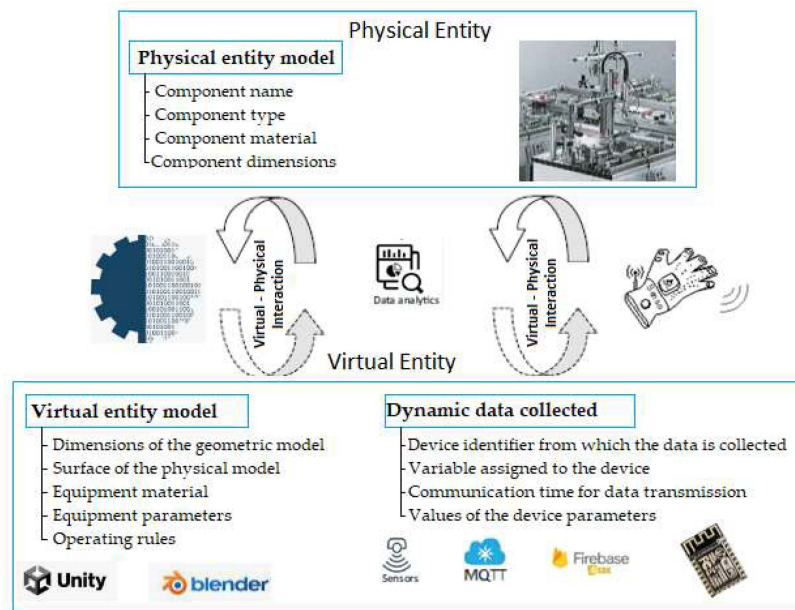 Physical Entity
Physical entity model
- Component name
- Component type
- Component material
-Component dimensions
Virtual - Physical
Interaction
Data analytics
Virtual - Physical
Interaction
Virtual Entity
Virtual entity model
- Dimensions of the geometric model
- Surface of the physical model
- Equipment material
- Equipment parameters
- Operating rules
Unity
blender
Dynamic data collected
-Device identifier from which the data is collected
- Variable assigned to the device
- Communication time for data transmission
- Values of the device parameters
Sensors
MQTT
Firebase